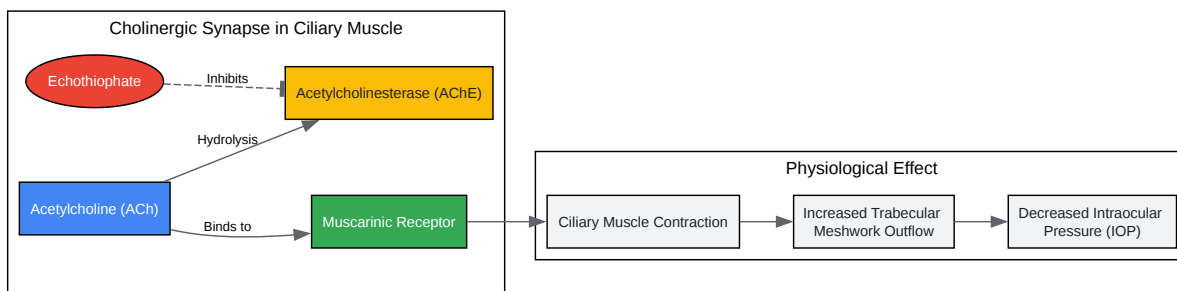 Cholinergic Synapse in Ciliary Muscle
Echothiophate
Inhibits
Acetylcholinesterase (AChE)
Hydrolysis
Acetylcholine (ACh)
Binds to
Muscarinic Receptor
Physiological Effect
Ciliary Muscle Contraction
Increased Trabecular
Meshwork Outflow
Decreased Intraocular
Pressure (IOP)